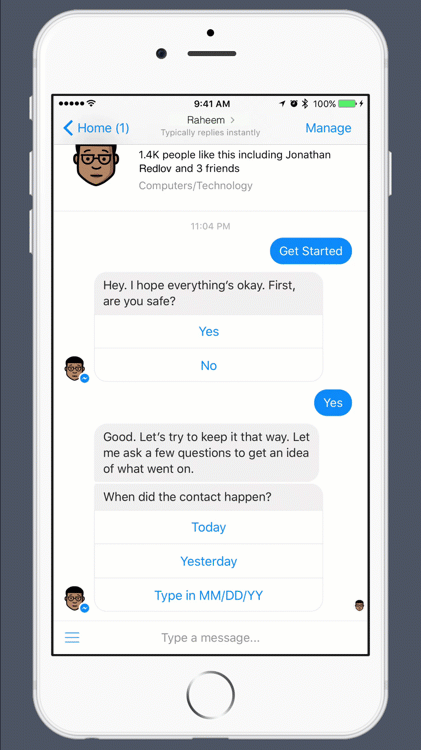 9:41 AM
100%
Home (1)
Raheem
Typically replies instantly
Manage
1.4K people like this including Jonathan
Redlov and 3 friends
Computers/Technology
11:04 PM
Get Started
Hey. I hope everything's okay. First,
are you safe?
Yes
No
Yes
Good. Let's try to keep it that way. Let
me ask a few questions to get an idea
of what went on.
When did the contact happen?
Today
Yesterday
Type in MM/DD/YY
Type a message...